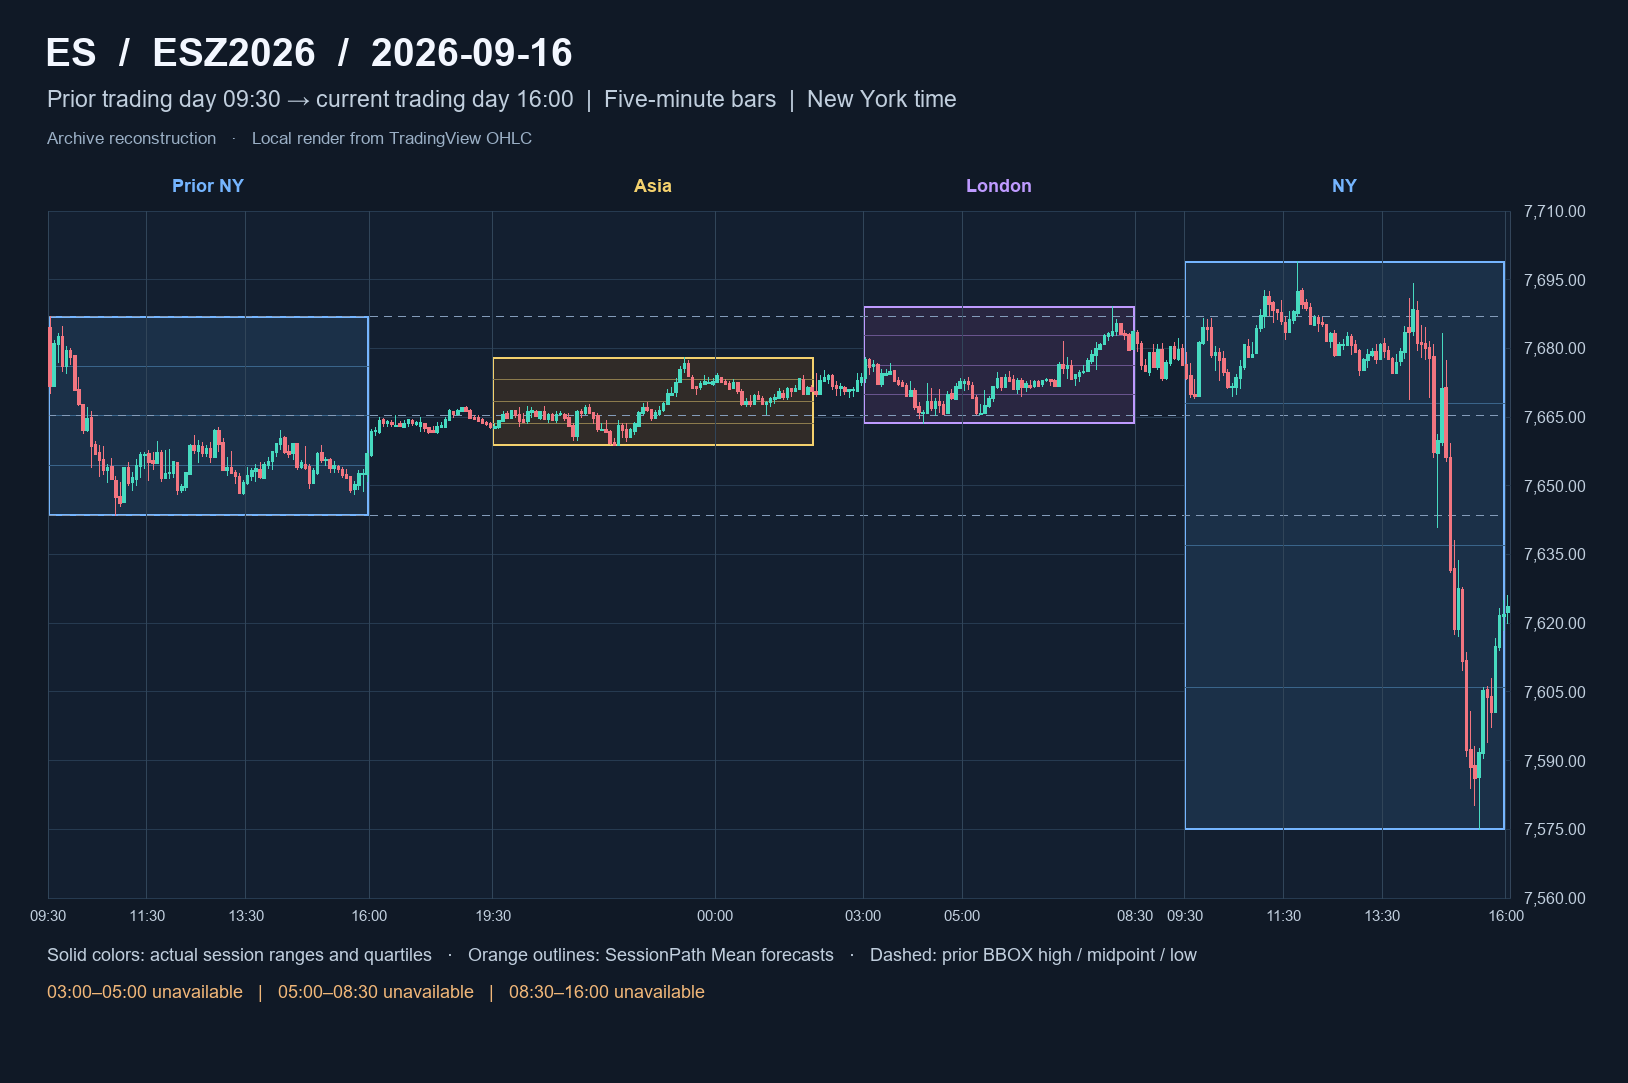 ES / ESZ2026 / 2026-09-16
Prior trading day 09:30 → current trading day 16:00 | Five-minute bars | New York time
Archive reconstruction · Local render from TradingView OHLC
Prior NY Asia London NY
7,710.00
7,695.00
7,680.00
7,665.00
7,650.00
7,635.00
7,620.00
7,605.00
7,590.00
7,575.00
7,560.00
09:30 11:30 13:30 16:00 19:30 00:00 03:00 05:00 08:30 09:30 11:30 13:30 16:00
Solid colors: actual session ranges and quartiles · Orange outlines: SessionPath Mean forecasts · Dashed: prior BBOX high / midpoint / low
03:00–05:00 unavailable | 05:00–08:30 unavailable | 08:30–16:00 unavailable